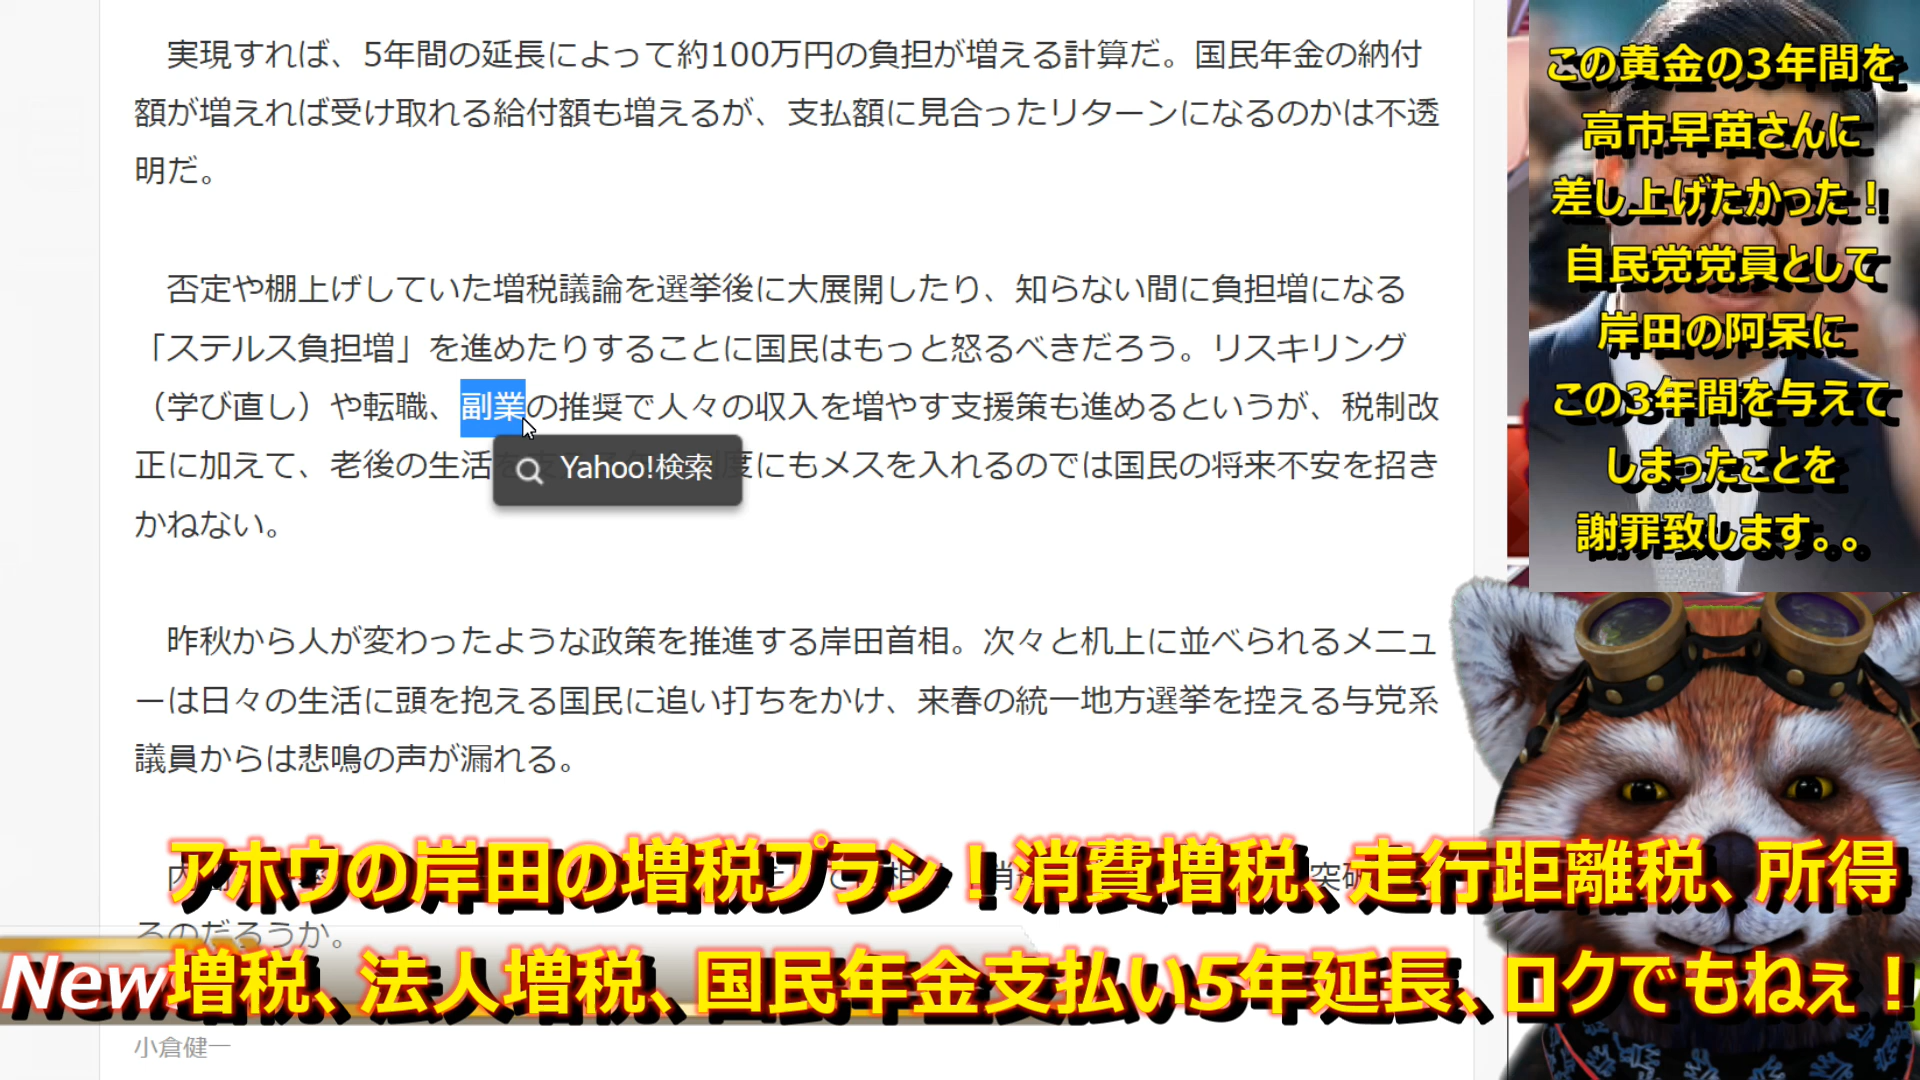 実現すれば、5年間の延長によって約100万円の負担が増える計算だ。国民年金の納付
額が増えれば受け取れる給付額も増えるが、支払額に見合ったリターンになるのかは不透
明だ。
否定や棚上げしていた増税議論を選挙後に大展開したり、知らない間に負担増になる
「ステルス負担増」を進めたりすることに国民はもっと怒るべきだろう。リスキリング
（学び直し）や転職、副業の推奨で人々の収入を増やす支援策も進めるというが、税制改
正に加えて、老後の生活 度にもメスを入れるのでは国民の将来不安を招き
Yahoo!検索
かねない。
昨秋から人が変わったような政策を推進する岸田首相。次々と机上に並べられるメニュ
ーは日々の生活に頭を抱える国民に追い打ちをかけ、来春の統一地方選挙を控える与党系
議員からは悲鳴の声が漏れる。
るのだろうか。
小倉健一
この黄金の3年間を
高市早苗さんに
差し上げたかった！
自民党党員として
岸田の阿呆に
この3年間を与えて
しまったことを
謝罪致します。。
アホウの岸田の増税プラン！消費増税、走行距離税、所得
New増税、法人増税、国民年金支払い5年延長、ロクでもねぇ！